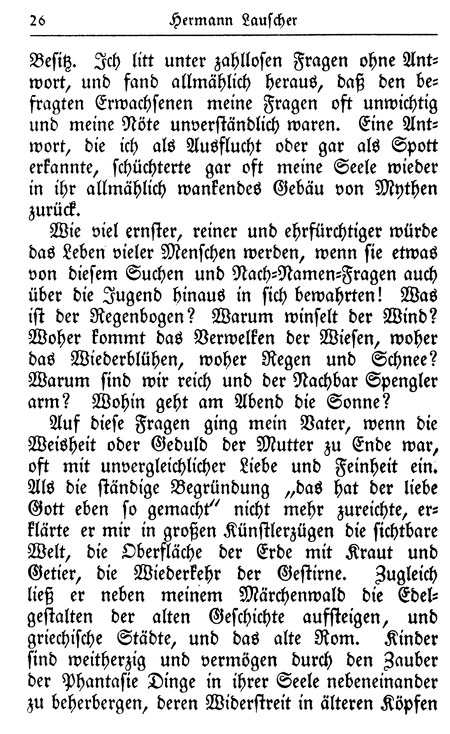 26 Hermann Lauscher
Besitz. Ich litt unter zahllosen Fragen ohne Ant-
wort, und fand allmählich heraus, daß den be-
fragten Erwachsenen meine Fragen oft unwichtig
und meine Nöte unverständlich waren. Eine Ant-
wort, die ich als Ausflucht oder gar als Spott
erkannte, schüchterte gar oft meine Seele wieder
in ihr allmählich wankendes Gebäu von Mythen
zurück.
Wie viel ernster, reiner und ehrfürchtiger würde
das Leben vieler Menschen werden, wenn sie etwas
von diesem Suchen und Nach-Namen-Fragen auch
über die Jugend hinaus in sich bewahrten! Was
ist der Regenbogen? Warum winselt der Wind?
Woher kommt das Verwelken der Wiesen, woher
das Wiederblühen, woher Regen und Schnee?
Warum sind wir reich und der Nachbar Spengler
arm? Wohin geht am Abend die Sonne?
Auf diese Fragen ging mein Vater, wenn die
Weisheit oder Geduld der Mutter zu Ende war,
oft mit unvergleichlicher Liebe und Feinheit ein.
Als die ständige Begründung „das hat der liebe
Gott eben so gemacht“ nicht mehr zureichte, er-
klärte er mir in großen Künstlerzügen die sichtbare
Welt, die Oberfläche der Erde mit Kraut und
Getier, die Wiederkehr der Gestirne. Zugleich
ließ er neben meinem Märchenwald die Edel-
gestalten der alten Geschichte aufsteigen, und
griechische Städte, und das alte Rom. Kinder
sind weitherzig und vermögen durch den Zauber
der Phantasie Dinge in ihrer Seele nebeneinander
zu beherbergen, deren Widerstreit in älteren Köpfen